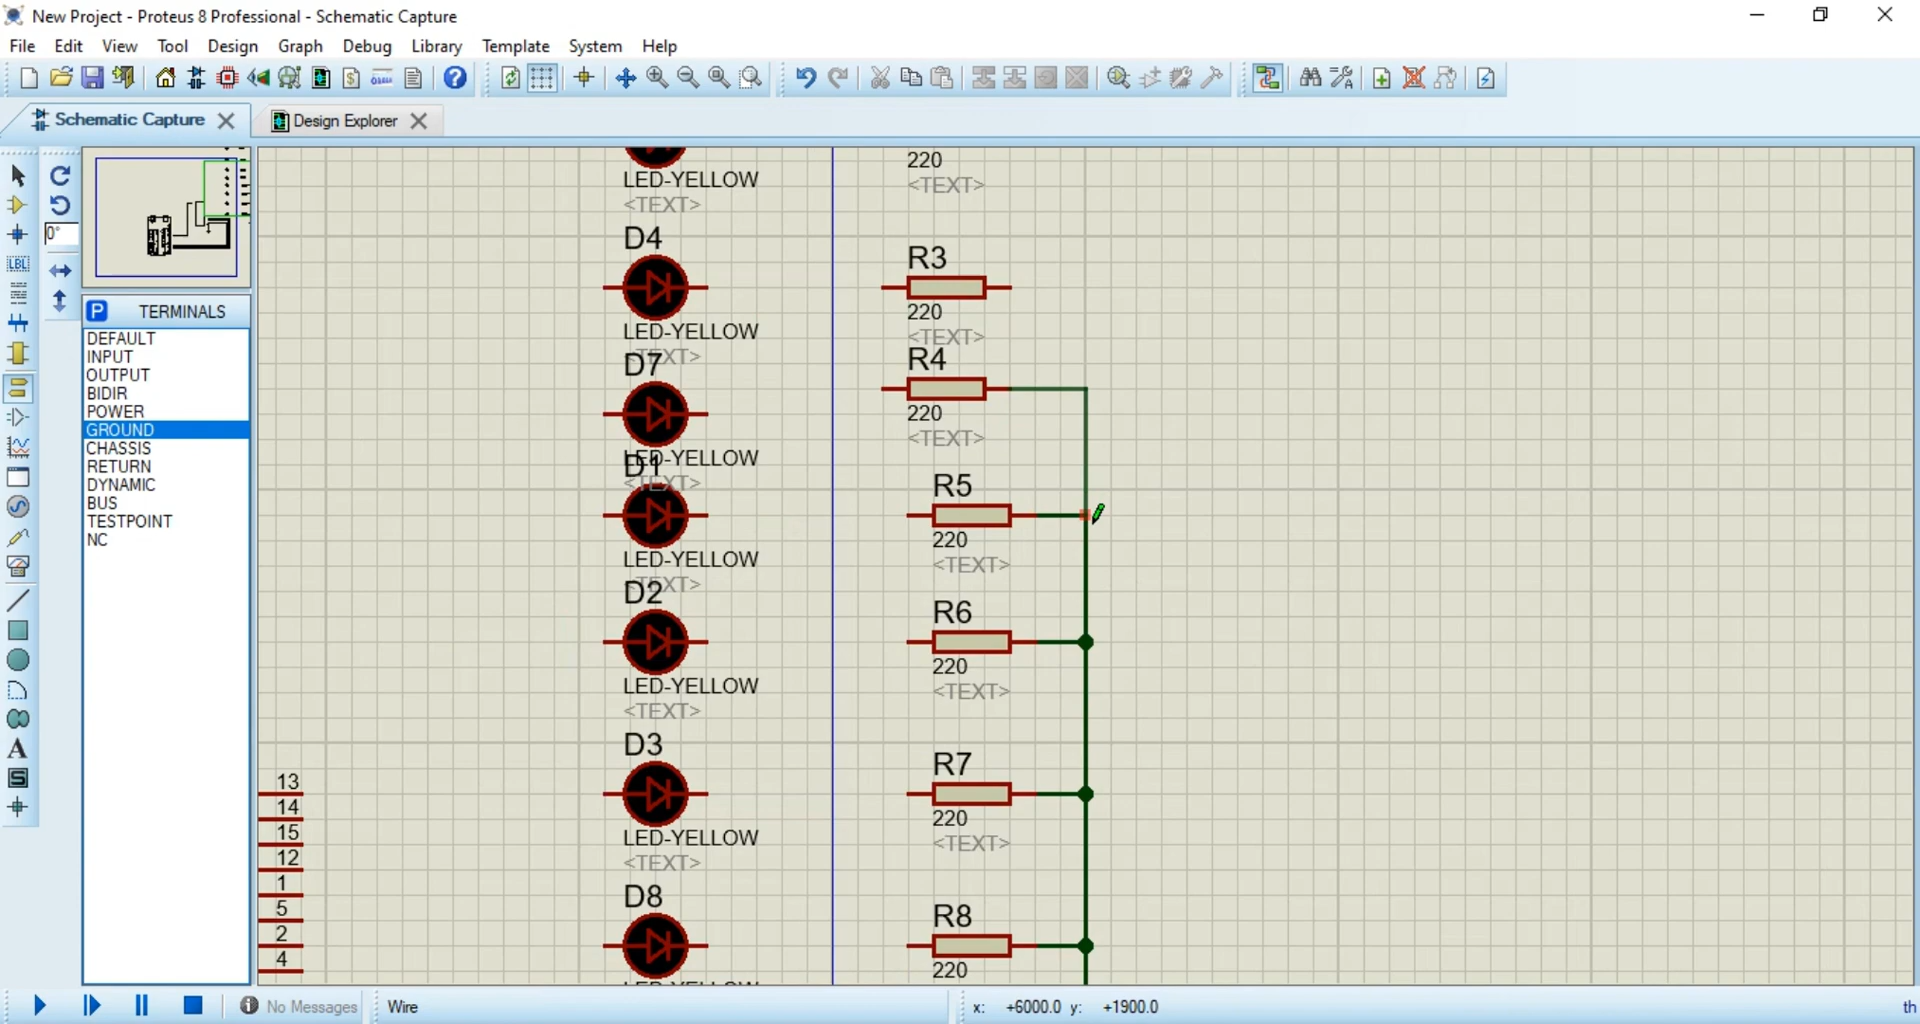 New Project - Proteus 8 Professional - Schematic Capture
File Edit View Tool Design Graph Debug Library Template System Help
Schematic Capture Design Explorer
0°
LBL
P TERMINALS
DEFAULT
INPUT
OUTPUT
BIDIR
POWER
GROUND
CHASSIS
RETURN
DYNAMIC
BUS
TESTPOINT
NC
A
S
LED-YELLOW
<TEXT>
D4
LED-YELLOW
<TEXT>
D7
LED-YELLOW
<TEXT>
D1
LED-YELLOW
<TEXT>
D2
LED-YELLOW
<TEXT>
D3
LED-YELLOW
<TEXT>
D8
220
<TEXT>
R3
220
<TEXT>
R4
220
<TEXT>
R5
220
<TEXT>
R6
220
<TEXT>
R7
220
<TEXT>
R8
220
13
14
15
12
1
5
2
4
No Messages Wire x: +6000.0 y: +1900.0 th